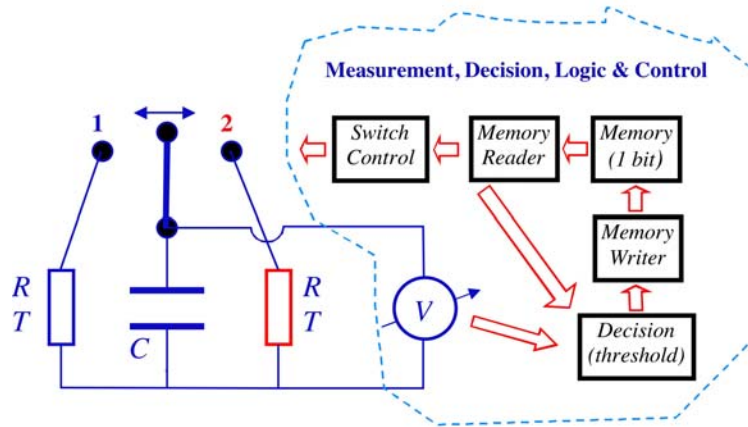 Measurement, Decision, Logic & Control
1
2
Switch
Control
Memory
Reader
Memory
(1 bit)
Memory
Writer
R
T
C
R
T
V
Decision
(threshold)